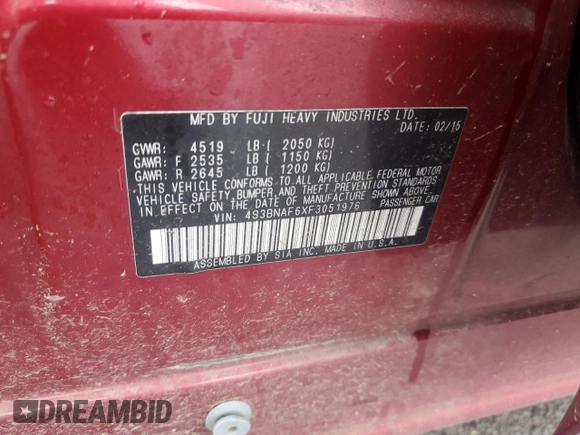 MFD BY FUJI HEAVY INDUSTRIES LTD.
DATE: 02/15
GVWR: 4519 LB ( 2050 KG)
GAWR: F 2535 LB ( 1150 KG)
GAWR: R 2645 LB ( 1200 KG)
THIS VEHICLE CONFORMS TO ALL APPLICABLE FEDERAL MOTOR
VEHICLE SAFETY, BUMPER, AND THEFT PREVENTION STANDARDS
IN EFFECT ON THE DATE OF MANUFACTURE SHOWN ABOVE.
VIN: 4S3BNAF6XF3051976 PASSENGER CAR
ASSEMBLED BY SIA INC. MADE IN U.S.A.
DREAMBID